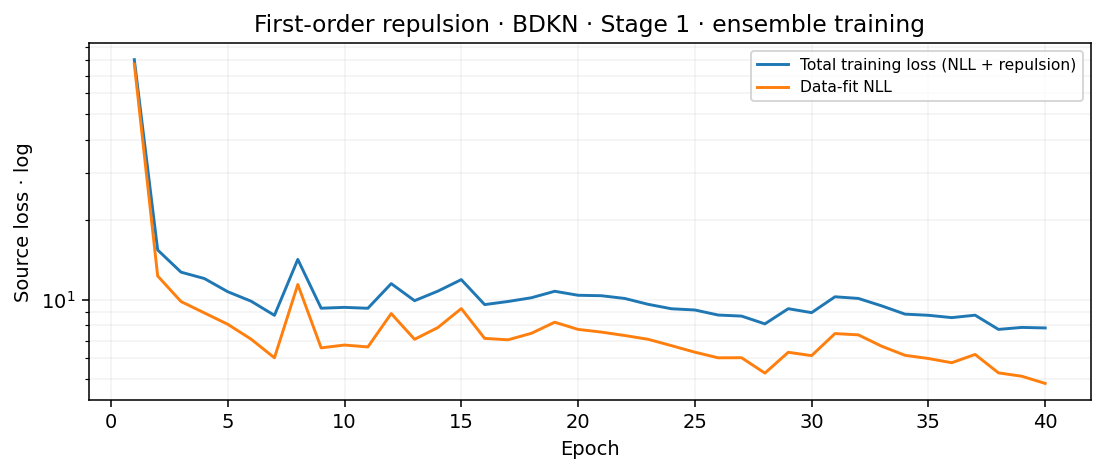 First-order repulsion · BDKN · Stage 1 · ensemble training
Total training loss (NLL + repulsion)
Data-fit NLL
Source loss · log
10¹
0 5 10 15 20 25 30 35 40
Epoch